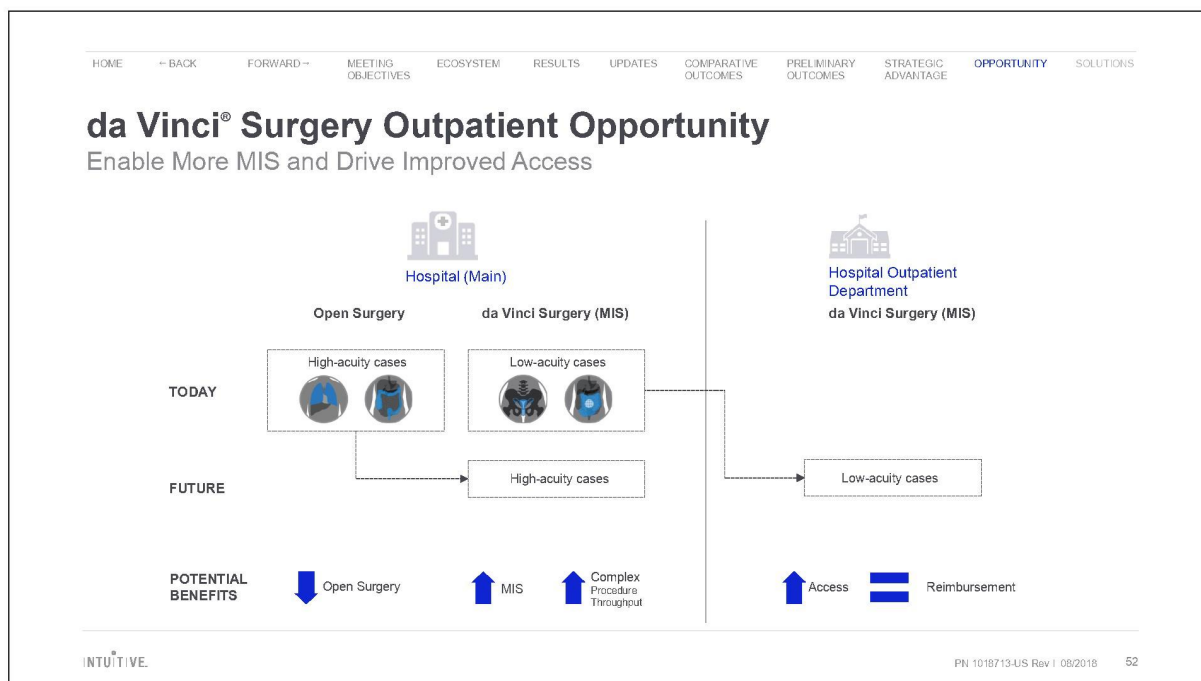 HOME ← BACK FORWARD → MEETING OBJECTIVES ECOSYSTEM RESULTS UPDATES COMPARATIVE OUTCOMES PRELIMINARY OUTCOMES STRATEGIC ADVANTAGE OPPORTUNITY SOLUTIONS
da Vinci® Surgery Outpatient Opportunity
Enable More MIS and Drive Improved Access
Hospital (Main)
Hospital Outpatient
Department
Open Surgery
da Vinci Surgery (MIS)
da Vinci Surgery (MIS)
TODAY
High-acuity cases
Low-acuity cases
FUTURE
High-acuity cases
Low-acuity cases
POTENTIAL
BENEFITS
Open Surgery
MIS
Complex
Procedure
Throughput
Access
Reimbursement
INTUITIVE.
PN 1018713-US Rev I 08/2018 52